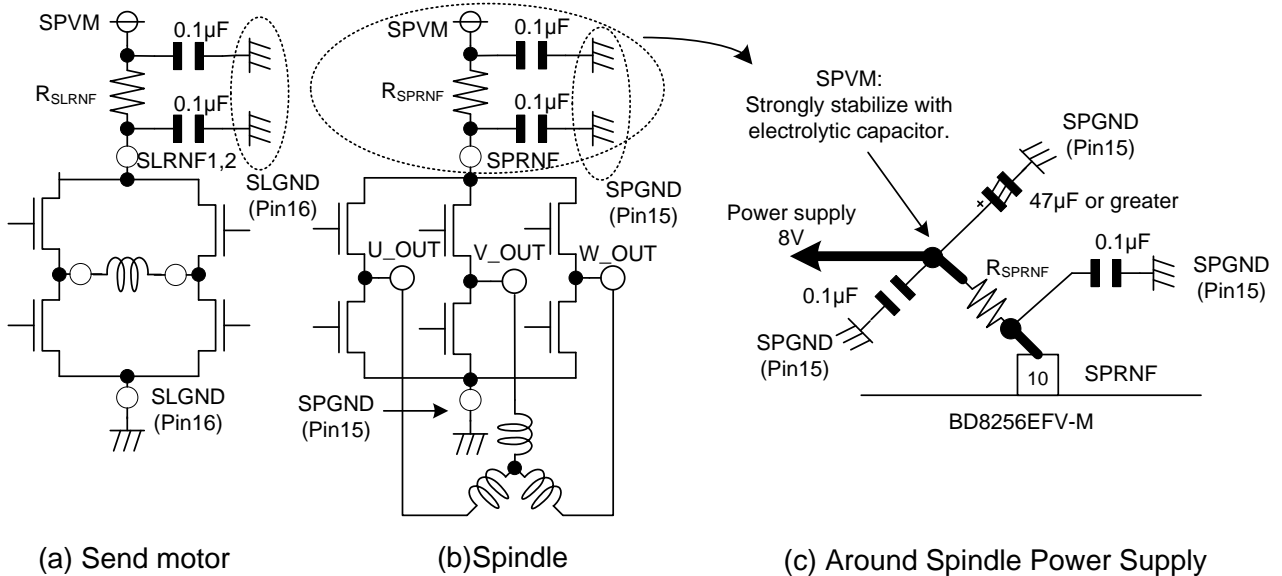 SPVM
0.1µF
RSLRNF
0.1µF
SLRNF1,2
SLGND
(Pin16)
SLGND
(Pin16)
(a) Send motor
SPVM
0.1µF
RSPRNF
0.1µF
SPRNF
SPGND
(Pin15)
U_OUT
V_OUT
W_OUT
SPGND
(Pin15)
(b)Spindle
SPVM:
Strongly stabilize with
electrolytic capacitor.
SPGND
(Pin15)
+
47µF or greater
Power supply
8V
0.1µF
RSPRNF
SPGND
(Pin15)
0.1µF
SPGND
(Pin15)
10
SPRNF
BD8256EFV-M
(c) Around Spindle Power Supply